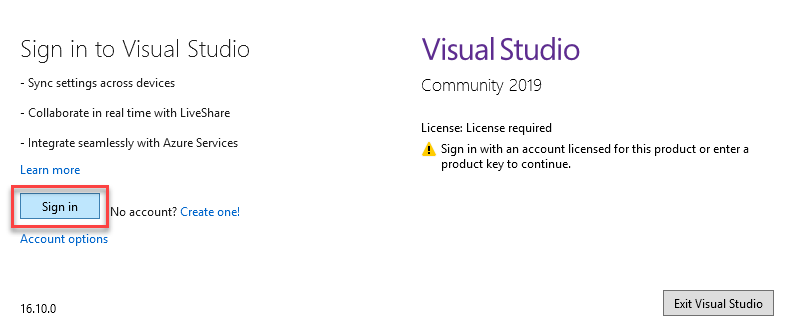 Sign in to Visual Studio
- Sync settings across devices
- Collaborate in real time with LiveShare
- Integrate seamlessly with Azure Services
Learn more
Sign in
No account? Create one!
Account options
16.10.0
Visual Studio
Community 2019
License: License required
Sign in with an account licensed for this product or enter a
product key to continue.
Exit Visual Studio